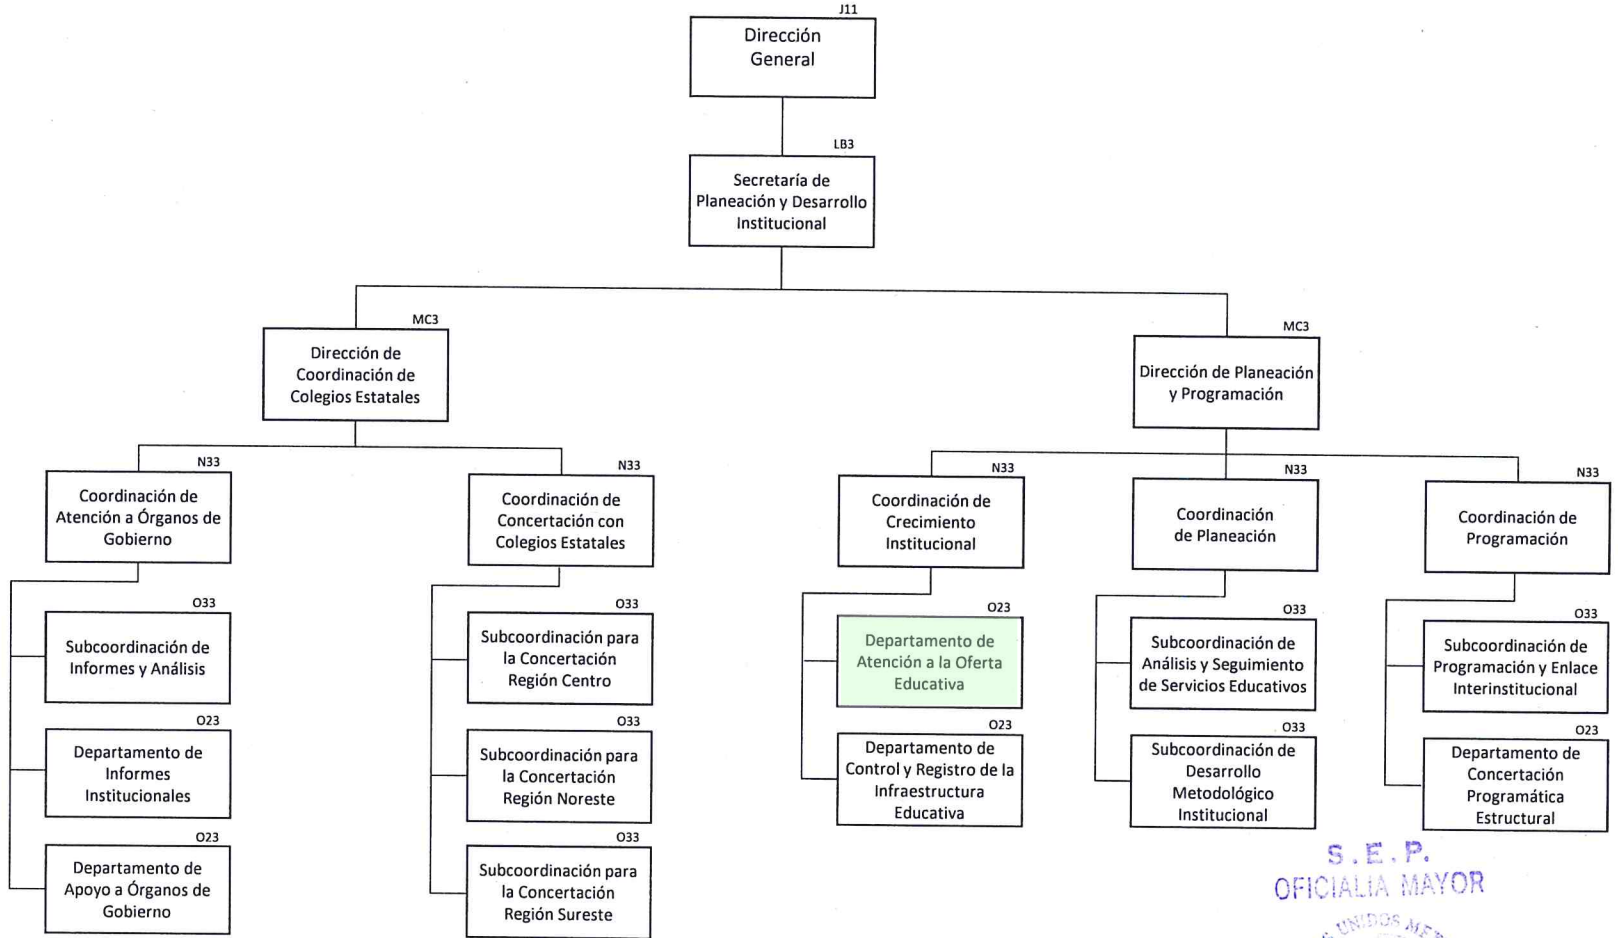 J11
Dirección
General
LB3
Secretaría de
Planeación y Desarrollo
Institucional
MC3
Dirección de
Coordinación de
Colegios Estatales
MC3
Dirección de Planeación
y Programación
N33
Coordinación de
Atención a Órganos de
Gobierno
N33
Coordinación de
Concertación con
Colegios Estatales
N33
Coordinación de
Crecimiento
Institucional
N33
Coordinación
de Planeación
N33
Coordinación de
Programación
O33
Subcoordinación de
Informes y Análisis
O23
Departamento de
Informes
Institucionales
O23
Departamento de
Apoyo a Órganos de
Gobierno
O33
Subcoordinación para
la Concertación
Región Centro
O33
Subcoordinación para
la Concertación
Región Noreste
O33
Subcoordinación para
la Concertación
Región Sureste
O23
Departamento de
Atención a la Oferta
Educativa
O23
Departamento de
Control y Registro de la
Infraestructura
Educativa
O33
Subcoordinación de
Análisis y Seguimiento
de Servicios Educativos
O33
Subcoordinación de
Desarrollo
Metodológico
Institucional
O33
Subcoordinación de
Programación y Enlace
Interinstitucional
O23
Departamento de
Concertación
Programática
Estructural
S.E.P.
OFICIALIA MAYOR
UNIDOS